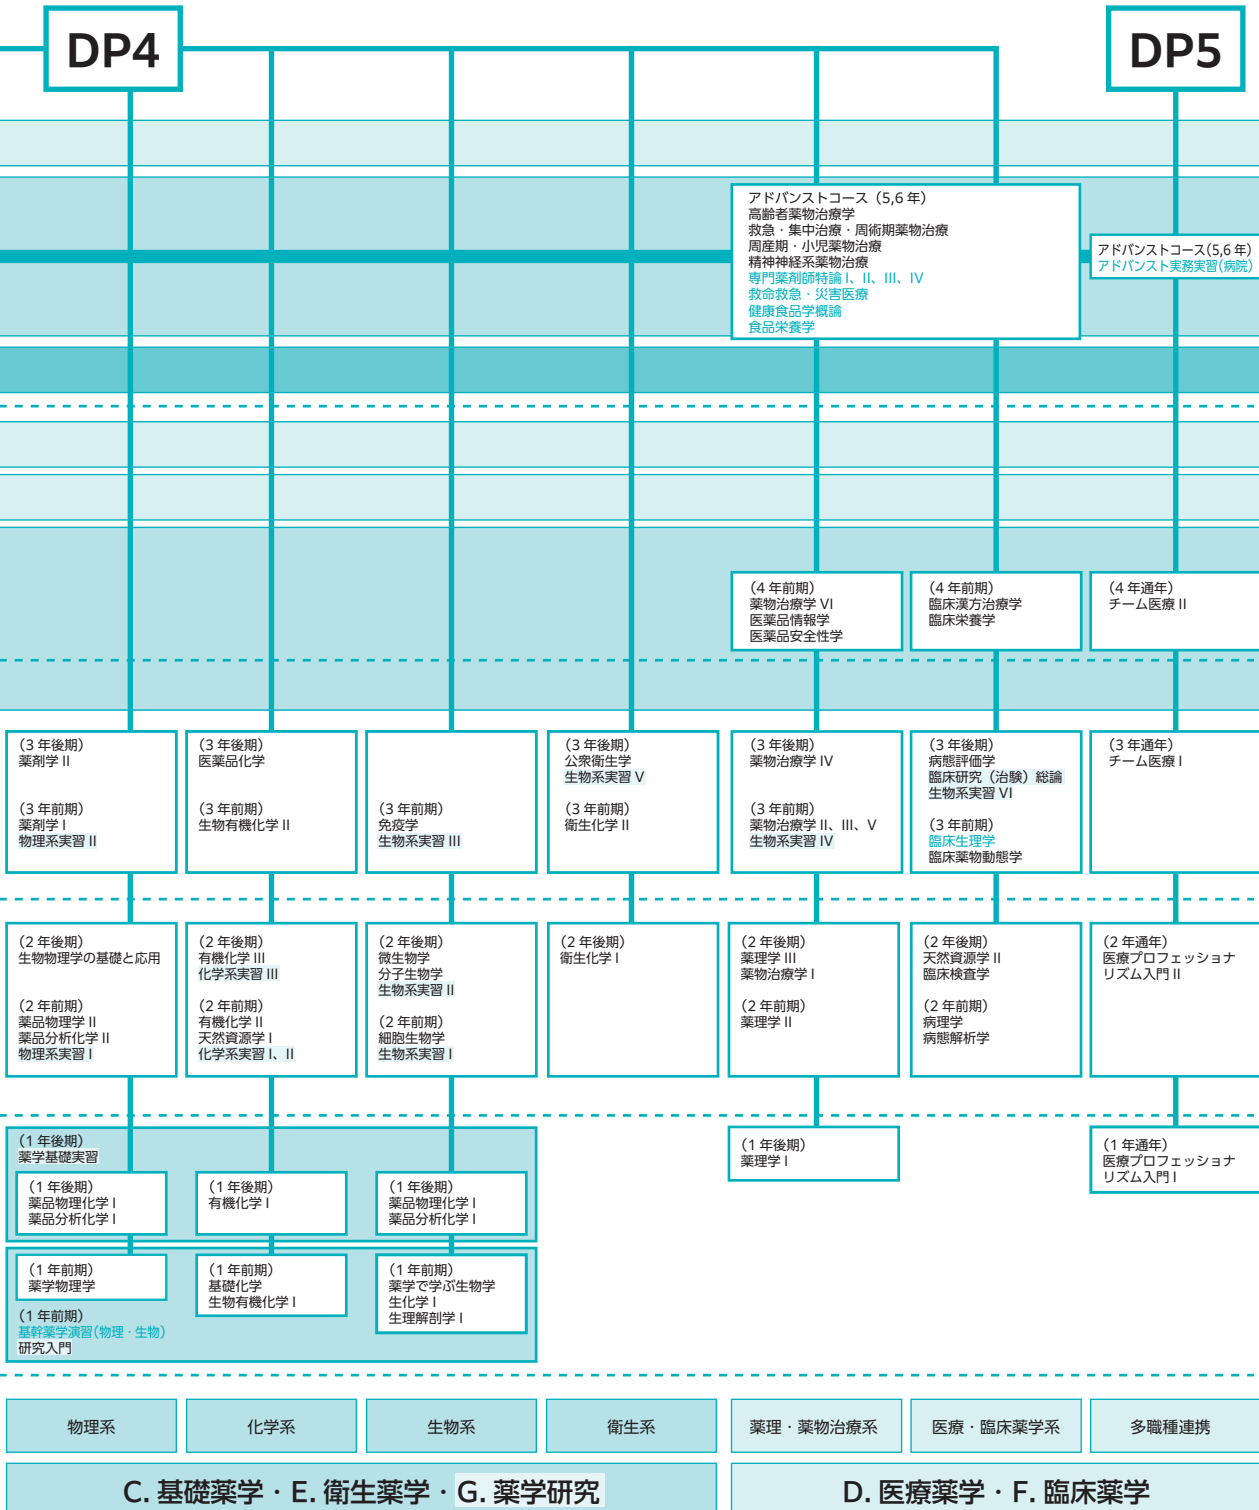 DP4
DP5
アドバンストコース（5,6 年）
高齢者薬物治療学
救急・集中治療・周術期薬物治療
周産期・小児薬物治療
精神神経系薬物治療
専門薬剤師特論 I、II、III、IV
救命救急・災害医療
健康食品学概論
食品栄養学
アドバンストコース(5,6 年)
アドバンスト実務実習(病院)
（4 年前期）
薬物治療学 VI
医薬品情報学
医薬品安全性学
（4 年前期）
臨床漢方治療学
臨床栄養学
（4 年通年）
チーム医療 II
（3 年後期）
薬剤学 II
（3 年前期）
薬剤学 I
物理系実習 II
（3 年後期）
医薬品化学
（3 年前期）
生物有機化学 II
（3 年前期）
免疫学
生物系実習 III
（3 年後期）
公衆衛生学
生物系実習 V
（3 年前期）
衛生化学 II
（3 年後期）
薬物治療学 IV
（3 年前期）
薬物治療学 II、III、V
生物系実習 IV
（3 年後期）
病態評価学
臨床研究（治験）総論
生物系実習 VI
（3 年前期）
臨床生理学
臨床薬物動態学
（3 年通年）
チーム医療 I
（2 年後期）
生物物理学の基礎と応用
（2 年前期）
薬品物理学 II
薬品分析化学 II
物理系実習 I
（2 年後期）
有機化学 III
化学系実習 III
（2 年前期）
有機化学 II
天然資源学 I
化学系実習 I、II
（2 年後期）
微生物学
分子生物学
生物系実習 II
（2 年前期）
細胞生物学
生物系実習 I
（2 年後期）
衛生化学 I
（2 年後期）
薬理学 III
薬物治療学 I
（2 年前期）
薬理学 II
（2 年後期）
天然資源学 II
臨床検査学
（2 年前期）
病理学
病態解析学
（2 年通年）
医療プロフェッショナ
リズム入門 II
（1 年後期）
薬学基礎実習
（1 年後期）
薬品物理化学 I
薬品分析化学 I
（1 年後期）
有機化学 I
（1 年後期）
薬品物理化学 I
薬品分析化学 I
（1 年後期）
薬理学 I
（1 年通年）
医療プロフェッショナ
リズム入門 I
（1 年前期）
薬学物理学
（1 年前期）
基幹薬学演習(物理・生物)
研究入門
（1 年前期）
基礎化学
生物有機化学 I
（1 年前期）
薬学で学ぶ生物学
生化学 I
生理解剖学 I
物理系
化学系
生物系
衛生系
薬理・薬物治療系
医療・臨床薬学系
多職種連携
C. 基礎薬学・E. 衛生薬学・G. 薬学研究
D. 医療薬学・F. 臨床薬学